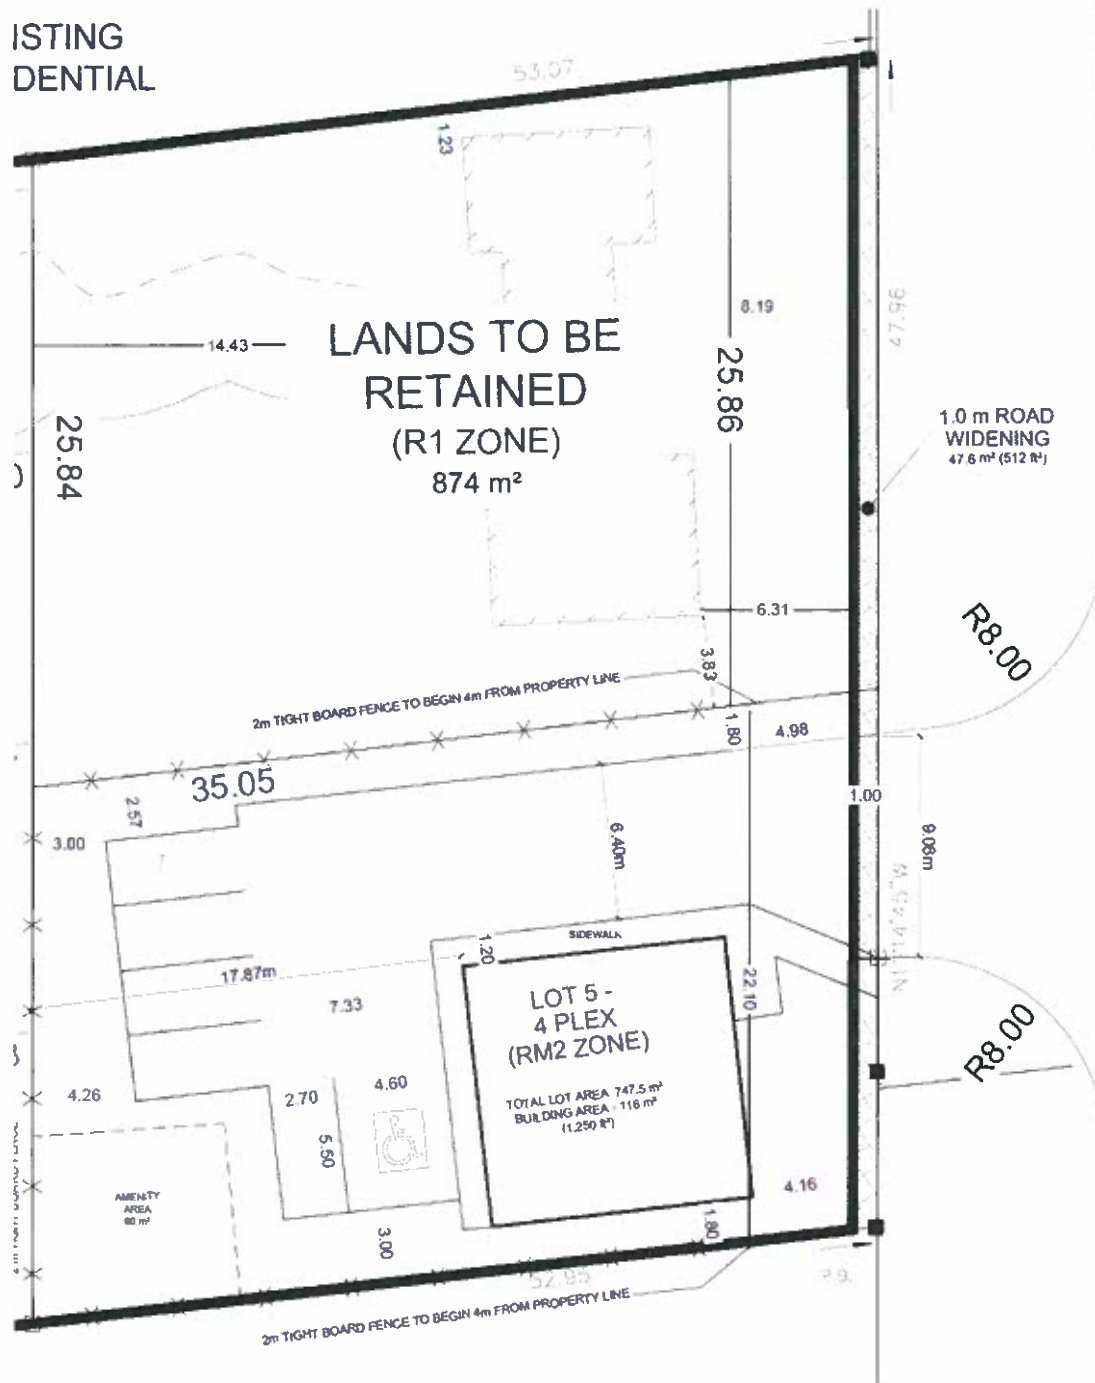 ISTING
DENTIAL
53.07
1.23
8.19
47.98
14.43
LANDS TO BE
RETAINED
(R1 ZONE)
874 m²
25.86
25.84
1.0 m ROAD
WIDENING
47.6 m² (512 ft²)
6.31
R8.00
3.83
2m TIGHT BOARD FENCE TO BEGIN 4m FROM PROPERTY LINE
1.80
4.98
35.05
1.00
2.57
3.00
6.40m
9.08m
SIDEWALK
1.20
17.87m
7.33
22.10
LOT 5 -
4 PLEX
(RM2 ZONE)
TOTAL LOT AREA 747.5 m²
BUILDING AREA - 116 m²
(1,250 ft²)
R8.00
4.26
2.70
4.60
5.50
AMENITY
AREA
80 m²
4.16
1.80
3.00
52.95
2m TIGHT BOARD FENCE TO BEGIN 4m FROM PROPERTY LINE